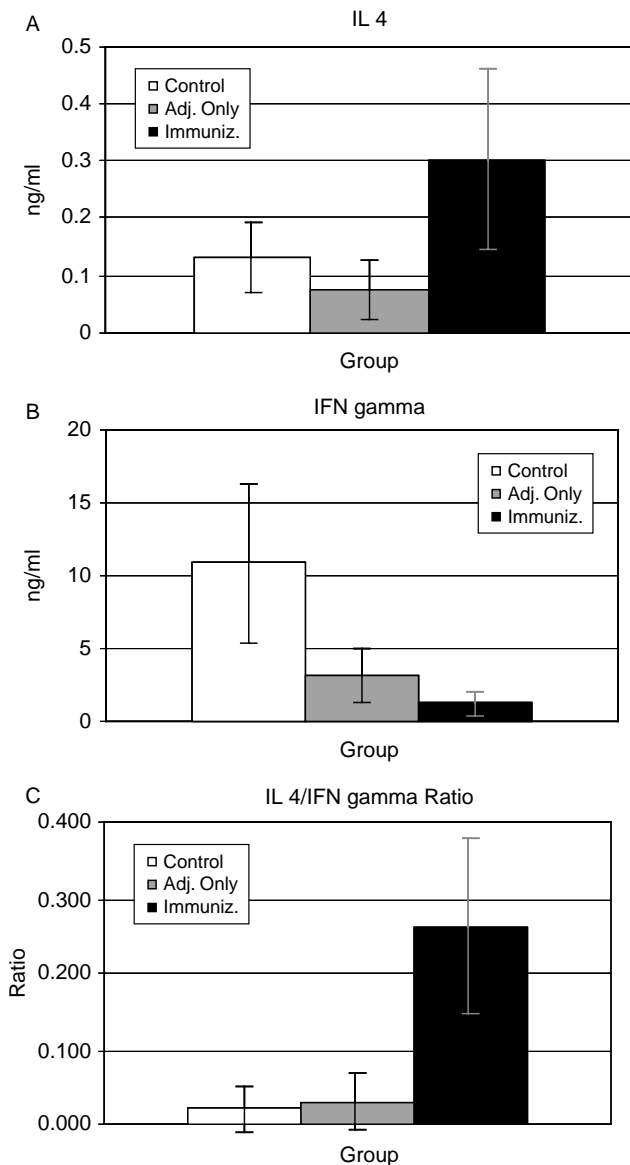 A
IL 4
0.5
0.4
0.3
0.2
0.1
0
ng/ml
Control
Adj. Only
Immuniz.
Group
B
IFN gamma
20
15
10
5
0
ng/ml
Control
Adj. Only
Immuniz.
Group
C
IL 4/IFN gamma Ratio
0.400
0.300
0.200
0.100
0.000
Ratio
Control
Adj. Only
Immuniz.
Group